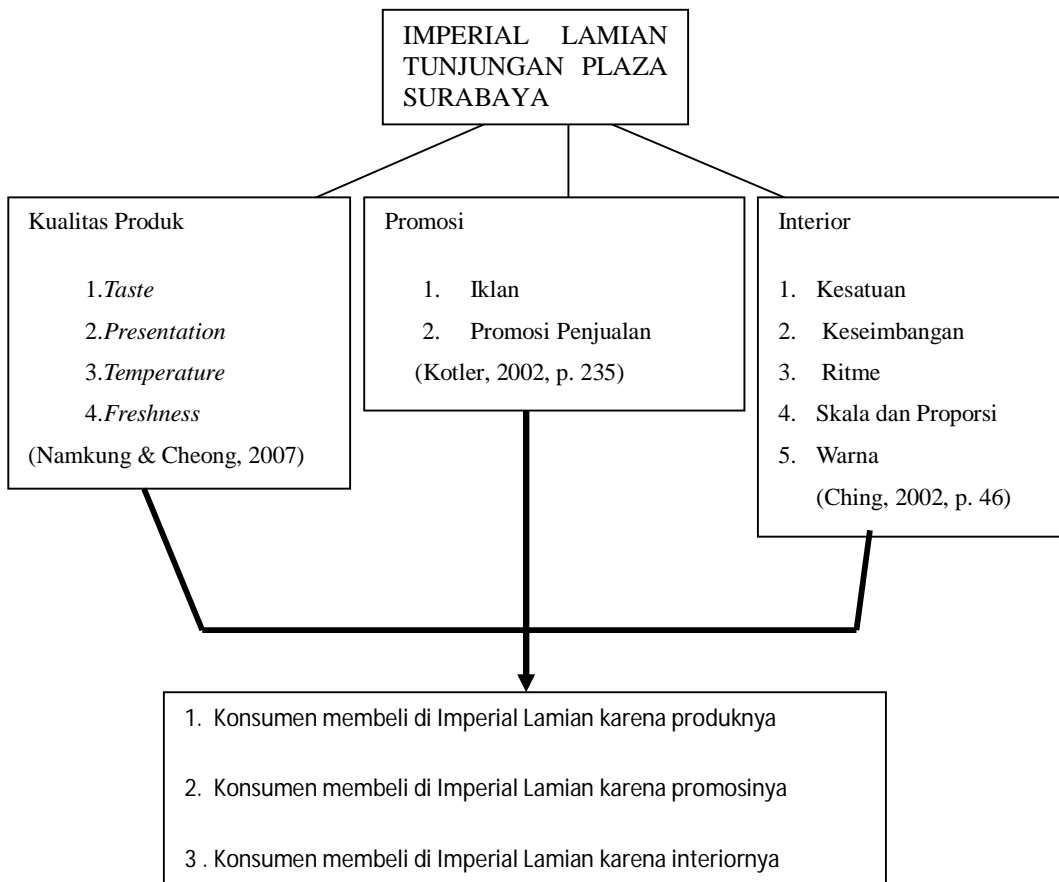 IMPERIAL LAMIAN
TUNJUNGAN PLAZA
SURABAYA
Kualitas Produk
1.Taste
2.Presentation
3.Temperature
4.Freshness
(Namkung & Cheong, 2007)
Promosi
1. Iklan
2. Promosi Penjualan
(Kotler, 2002, p. 235)
Interior
1. Kesatuan
2. Keseimbangan
3. Ritme
4. Skala dan Proporsi
5. Warna
(Ching, 2002, p. 46)
1. Konsumen membeli di Imperial Lamian karena produknya
2. Konsumen membeli di Imperial Lamian karena promosinya
3 . Konsumen membeli di Imperial Lamian karena interiornya